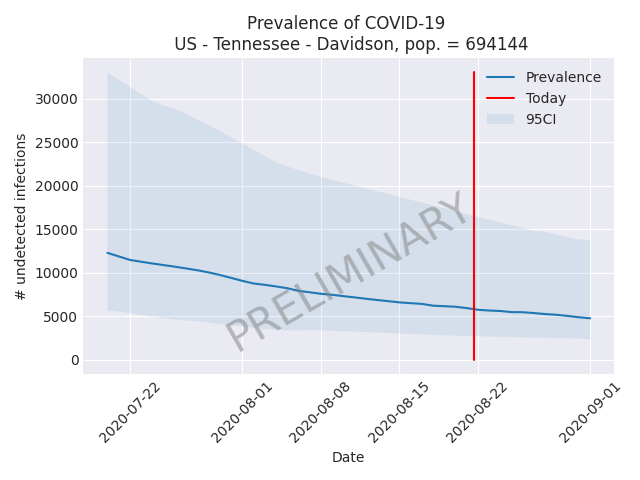 Prevalence of COVID-19
US - Tennessee - Davidson, pop. = 694144
Prevalence
Today
95CI
# undetected infections
30000
25000
20000
15000
10000
5000
0
PRELIMINARY
2020-07-22
2020-08-01
2020-08-08
2020-08-15
2020-08-22
2020-09-01
Date